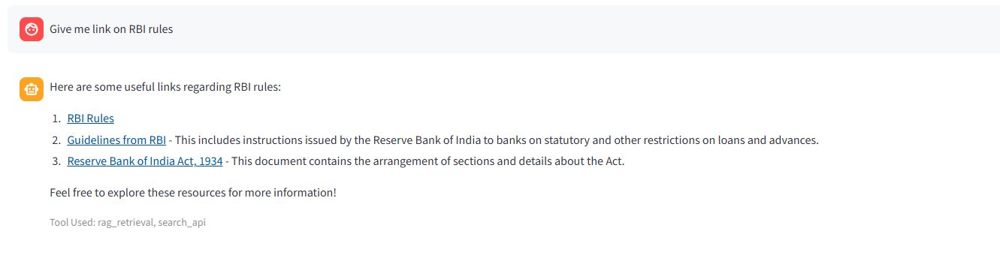 Give me link on RBI rules
Here are some useful links regarding RBI rules:
1. RBI Rules
2. Guidelines from RBI - This includes instructions issued by the Reserve Bank of India to banks on statutory and other restrictions on loans and advances.
3. Reserve Bank of India Act, 1934 - This document contains the arrangement of sections and details about the Act.
Feel free to explore these resources for more information!
Tool Used: rag_retrieval, search_api